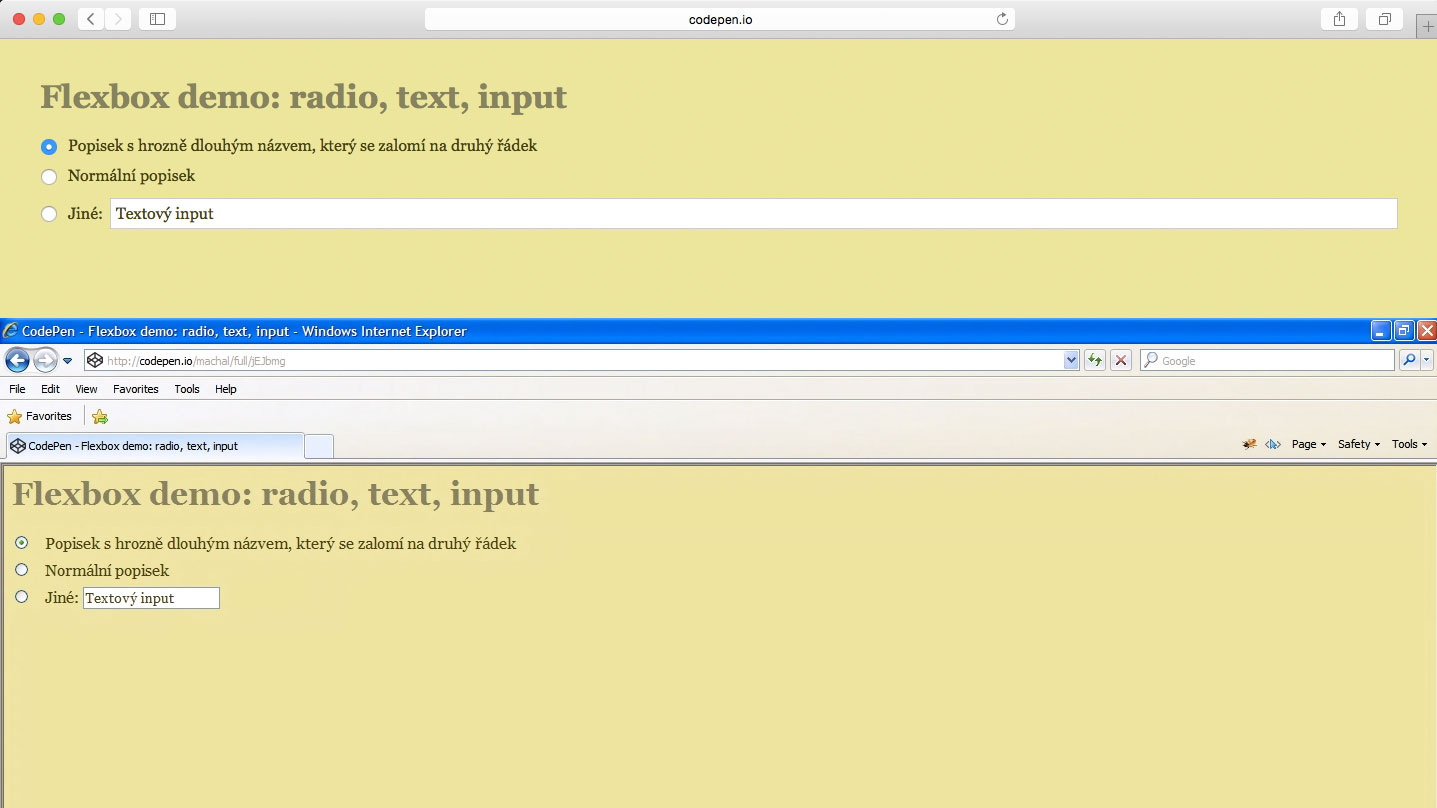 codepen.io
Flexbox demo: radio, text, input
Popisek s hrozně dlouhým názvem, který se zalomí na druhý řádek
Normální popisek
Jiné: Textový input
CodePen - Flexbox demo: radio, text, input - Windows Internet Explorer
http://codepen.io/machal/full/jEJbmg Google
File Edit View Favorites Tools Help
Favorites
CodePen - Flexbox demo: radio, text, input Page Safety Tools
Flexbox demo: radio, text, input
Popisek s hrozně dlouhým názvem, který se zalomí na druhý řádek
Normální popisek
Jiné: Textový input